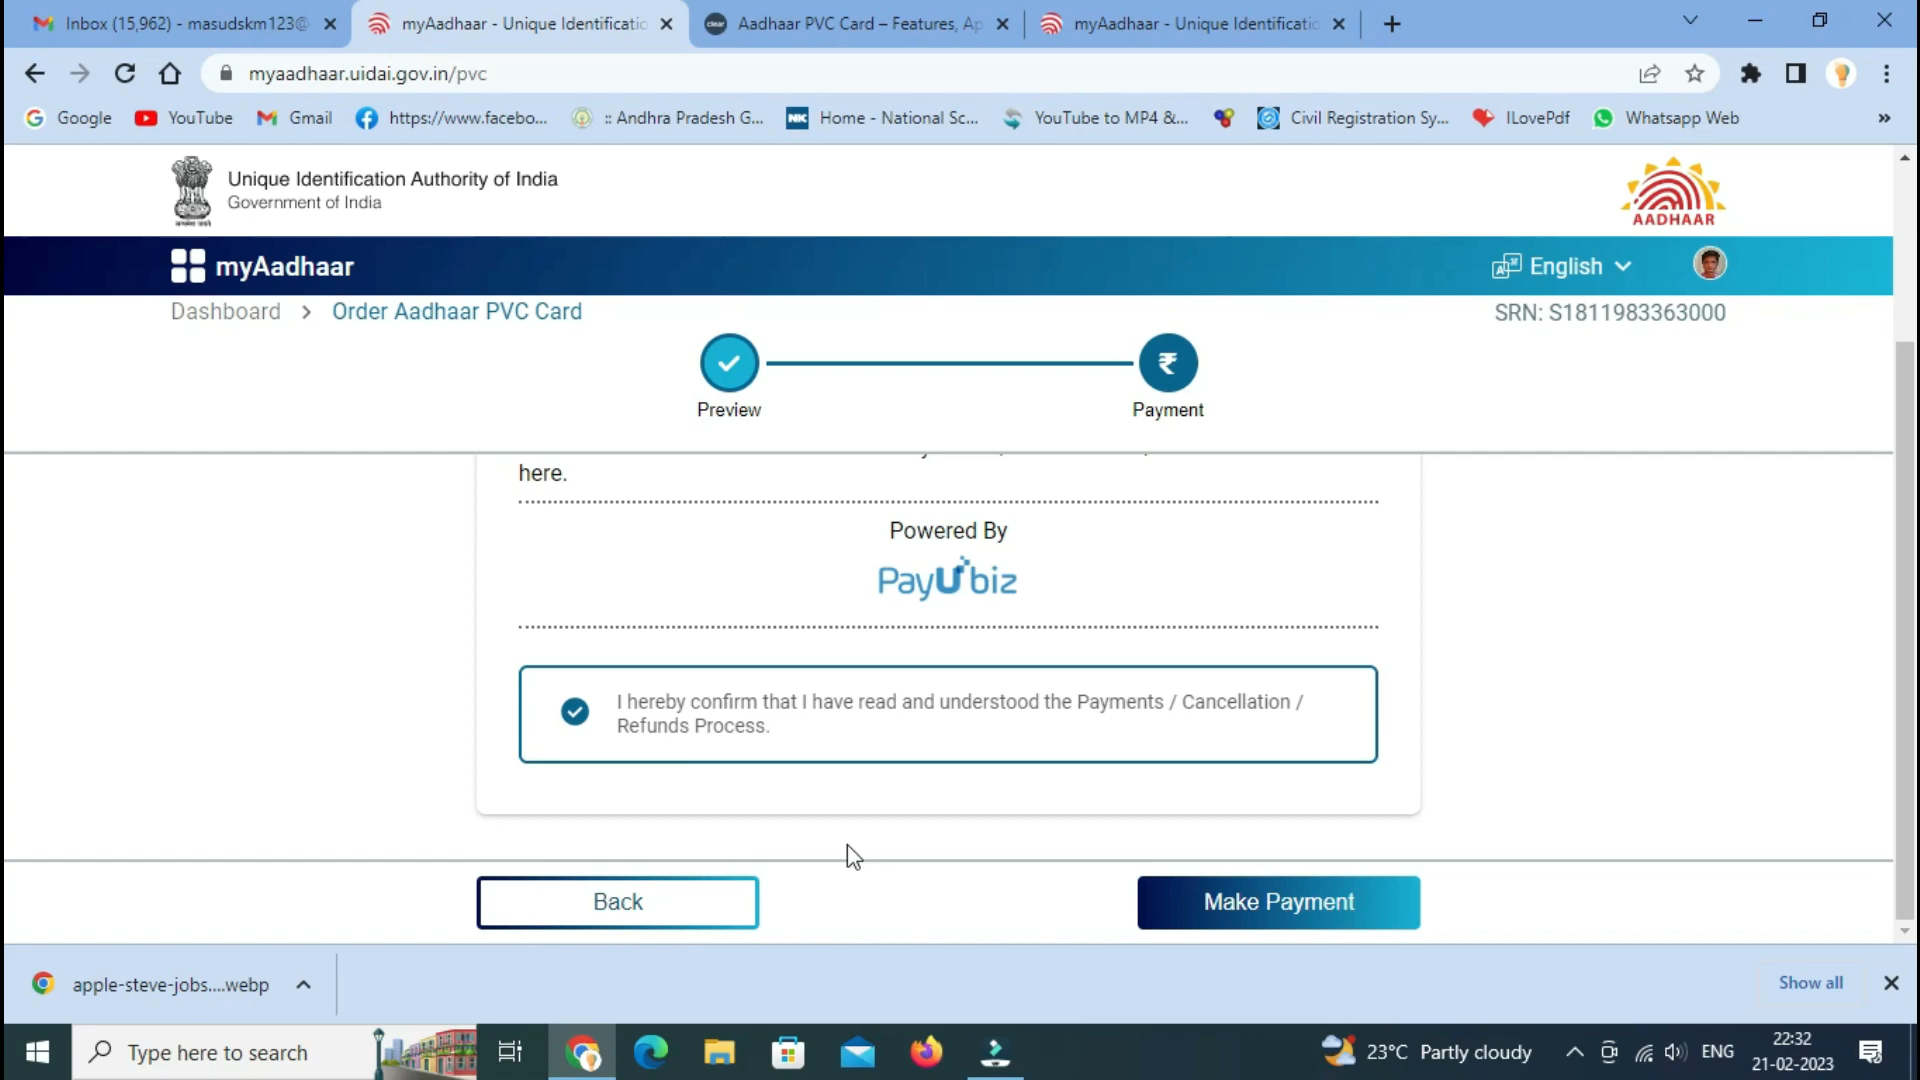 Inbox (15,962) - masudskm123@
myAadhaar - Unique Identificatio
clear
Aadhaar PVC Card – Features, Ap
myAadhaar - Unique Identificatio
myaadhaar.uidai.gov.in/pvc
Google
YouTube
Gmail
https://www.facebo...
:: Andhra Pradesh G...
NK
Home - National Sc...
YouTube to MP4 &...
Civil Registration Sy...
ILovePdf
Whatsapp Web
»
Unique Identification Authority of India
Government of India
AADHAAR
myAadhaar
English
Dashboard > Order Aadhaar PVC Card
SRN: S1811983363000
₹
Preview
Payment
here.
Powered By
PayUbiz
I hereby confirm that I have read and understood the Payments / Cancellation /
Refunds Process.
Back
Make Payment
apple-steve-jobs....webp
Show all
Type here to search
23°C Partly cloudy
ENG
22:32
21-02-2023